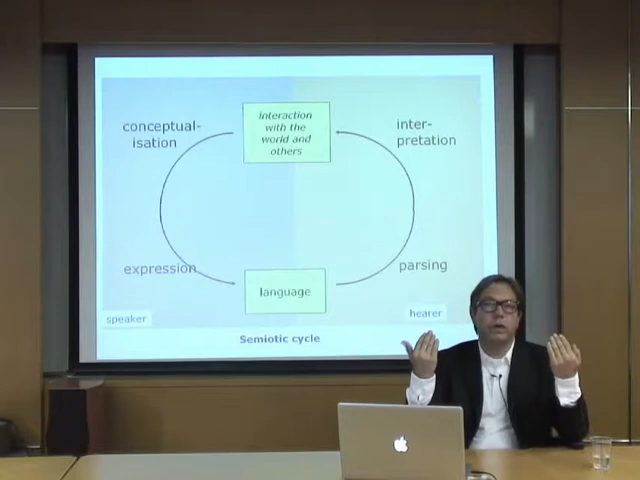 interaction
with the
world and
others
conceptual-
isation
inter-
pretation
expression
parsing
language
speaker
hearer
Semiotic cycle